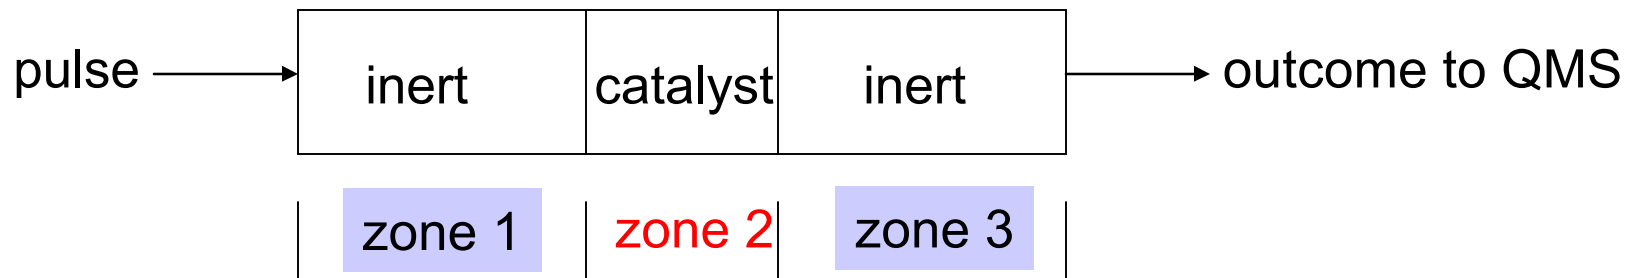 pulse inert catalyst inert outcome to QMS
zone 1 zone 2 zone 3